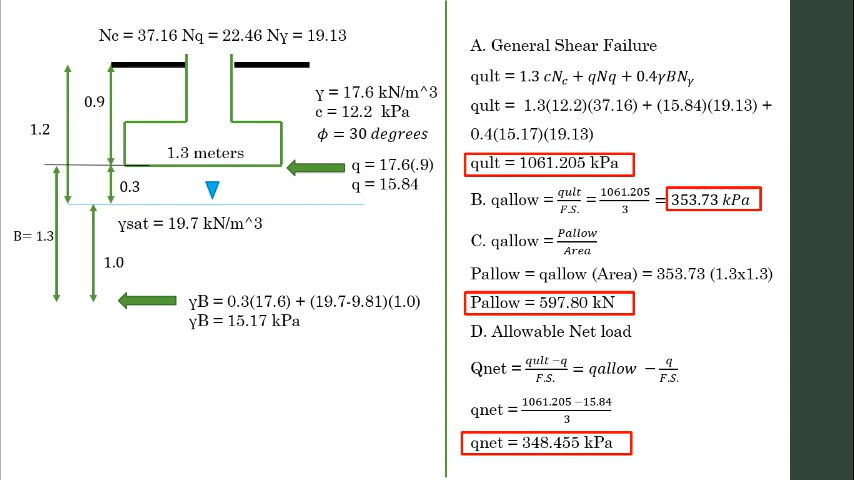 Nc = 37.16 Nq = 22.46 Nγ = 19.13
0.9
1.2
γ = 17.6 kN/m^3
c = 12.2 kPa
ϕ = 30 degrees
1.3 meters
q = 17.6(.9)
q = 15.84
0.3
γsat = 19.7 kN/m^3
B= 1.3
1.0
γB = 0.3(17.6) + (19.7-9.81)(1.0)
γB = 15.17 kPa
A. General Shear Failure
qult = 1.3 cN_c + qNq + 0.4γBN_γ
qult = 1.3(12.2)(37.16) + (15.84)(19.13) +
0.4(15.17)(19.13)
qult = 1061.205 kPa
B. qallow = qult/F.S. = 1061.205/3 = 353.73 kPa
C. qallow = Pallow/Area
Pallow = qallow (Area) = 353.73 (1.3x1.3)
Pallow = 597.80 kN
D. Allowable Net load
Qnet = qult −q/F.S. = qallow − q/F.S.
qnet = 1061.205 −15.84/3
qnet = 348.455 kPa